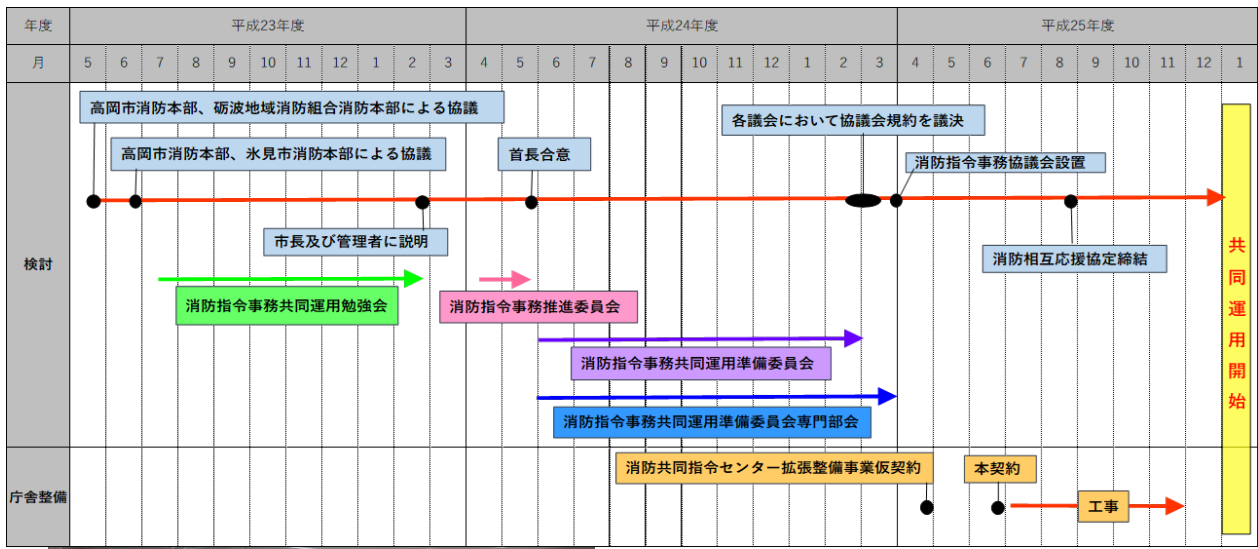 年度 平成23年度 平成24年度 平成25年度
月 5 6 7 8 9 10 11 12 1 2 3 4 5 6 7 8 9 10 11 12 1 2 3 4 5 6 7 8 9 10 11 12 1
検討
高岡市消防本部、砺波地域消防組合消防本部による協議
各議会において協議会規約を議決
高岡市消防本部、氷見市消防本部による協議
首長合意
消防指令事務協議会設置
市長及び管理者に説明
消防相互応援協定締結
消防指令事務共同運用勉強会
消防指令事務推進委員会
消防指令事務共同運用準備委員会
消防指令事務共同運用準備委員会専門部会
共同運用開始
庁舎整備
消防共同指令センター拡張整備事業仮契約
本契約
工事